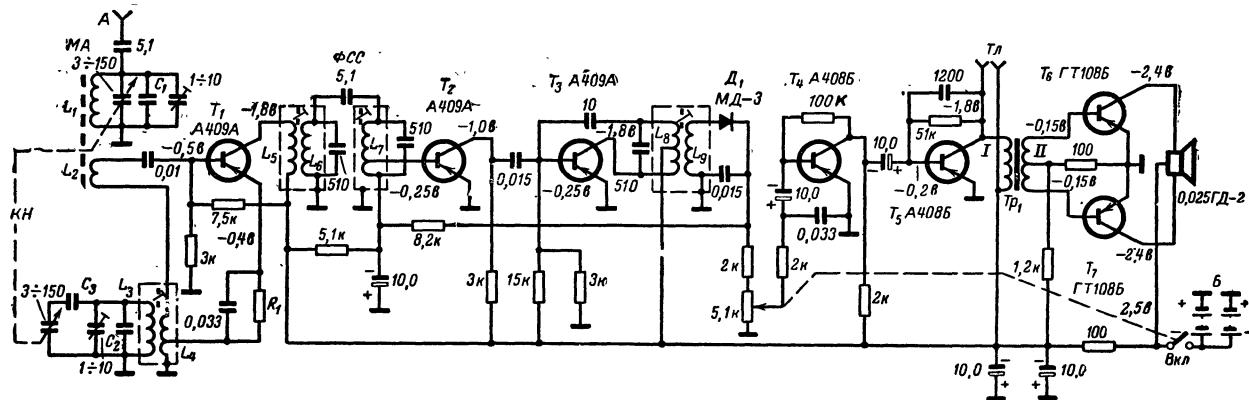 А
5,1
МА
3÷150
C₁
1÷10
L₁
L₂
0,01
КН
T₁
А409А
-1,8в
-0,5в
7,5к
-0,4в
3к
0,033
R₁
3÷150
C₃
C₂
1÷10
L₃
L₄
ФСС
5,1
L₅
L₆
510
L₇
510
-0,25в
5,1к
10,0
T₂
А409А
-1,0в
8,2к
3к
0,015
T₃ А409А
10
-1,8в
-0,25в
510
15к
3к
L₈
L₉
Д₁
МД-3
0,015
2к
5,1к
T₄ А408Б
100 К
10,0
0,033
2к
2к
10,0
1200
-1,8в
51к
-0,2в
T₅ А408Б
Тл
I
II
Тр₁
-0,15в
100
-0,15в
1,2к
T₆ ГТ108Б
-2,4в
0,025ГД-2
-2,4в
T₇
ГТ108Б
2,5в
Б
100
Вкл
10,0
10,0